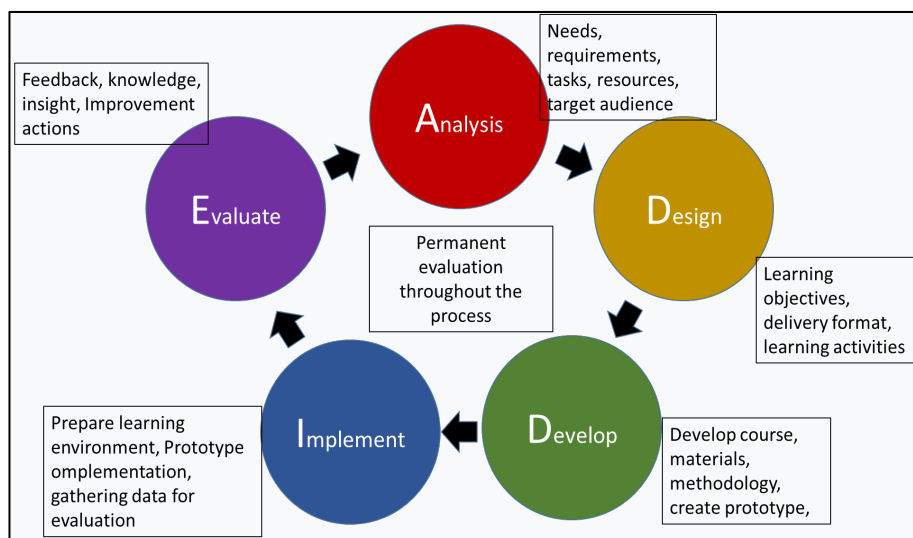 Needs,
requirements,
tasks, resources,
target audience
Feedback, knowledge,
insight, Improvement
actions
Analysis
Evaluate
Design
Permanent
evaluation
throughout the
process
Learning
objectives,
delivery format,
learning activities
Implement
Develop
Prepare learning
environment, Prototype
omplementation,
gathering data for
evaluation
Develop course,
materials,
methodology,
create prototype,